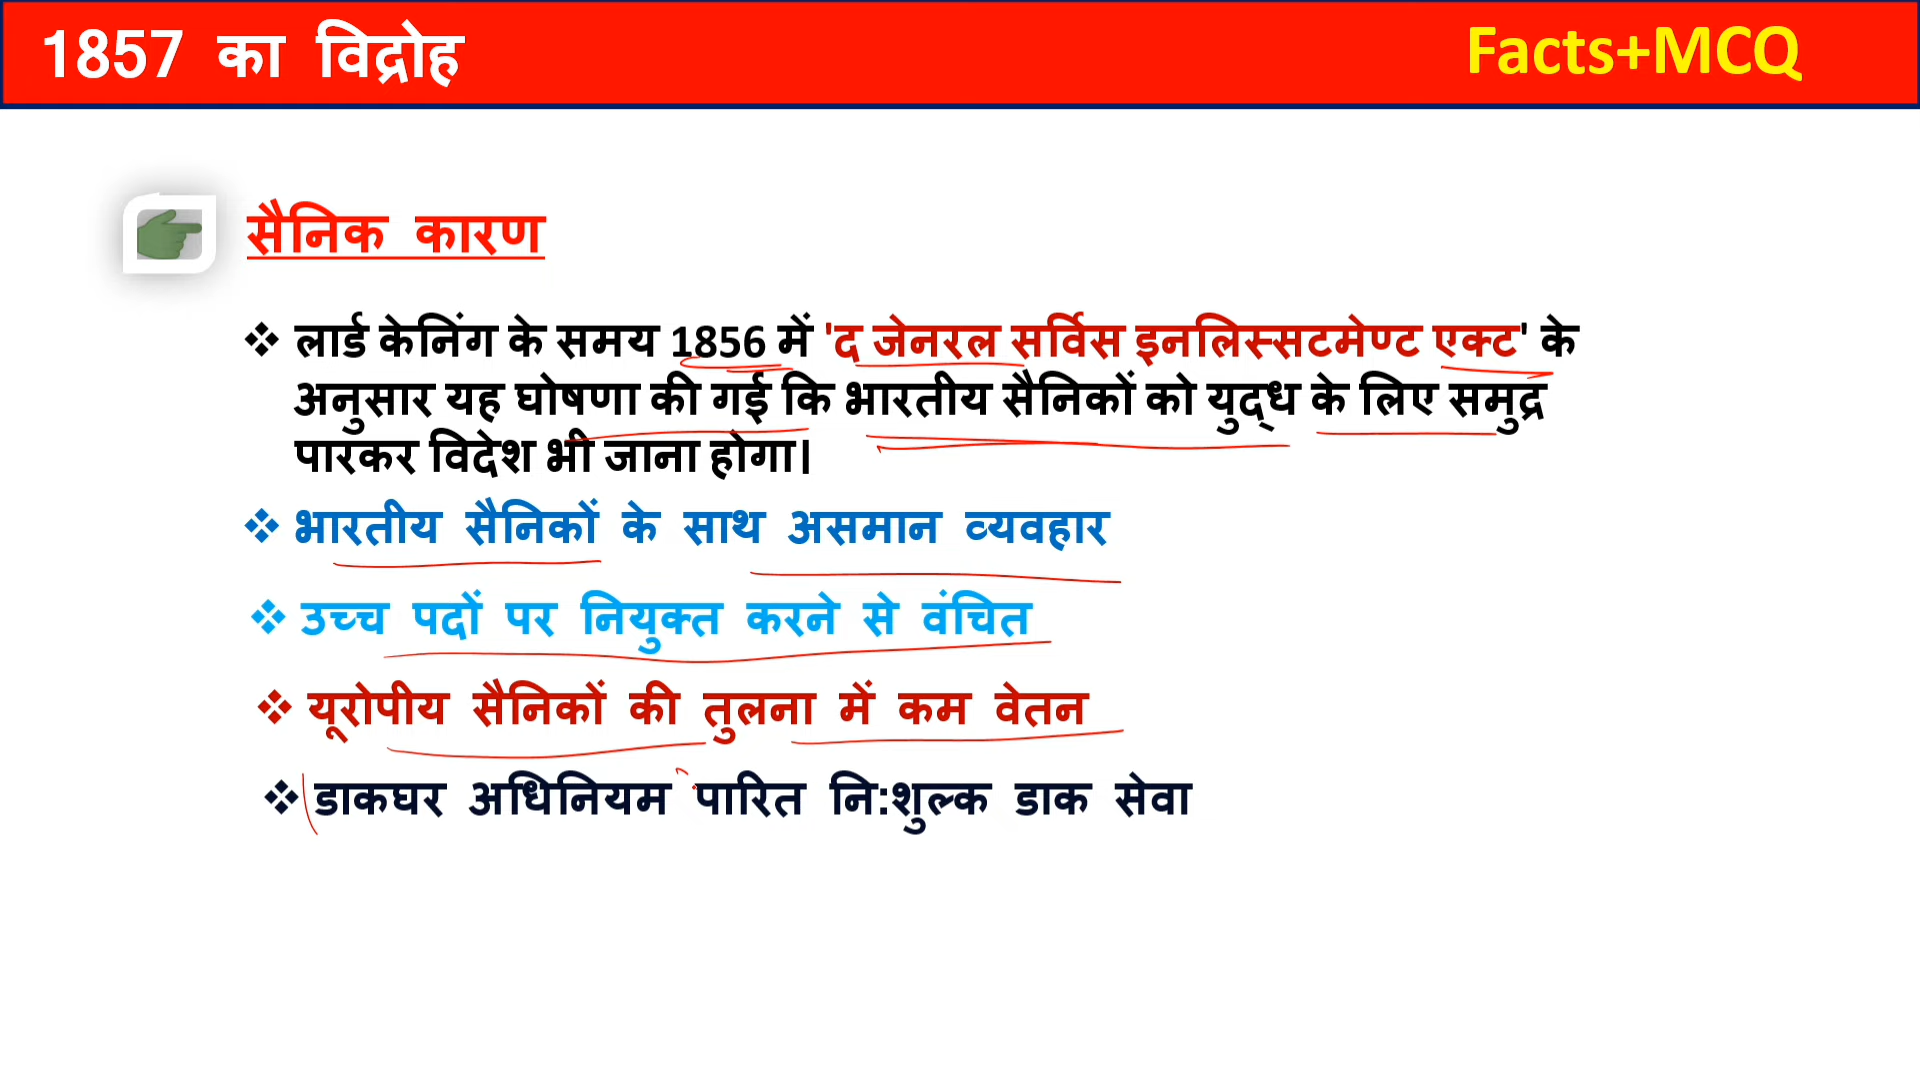 1857 का विद्रोह
Facts+MCQ
सैनिक कारण
❖ लार्ड केनिंग के समय 1856 में 'द जेनरल सर्विस इनलिस्सटमेण्ट एक्ट' के
अनुसार यह घोषणा की गई कि भारतीय सैनिकों को युद्ध के लिए समुद्र
पारकर विदेश भी जाना होगा।
❖ भारतीय सैनिकों के साथ असमान व्यवहार
❖ उच्च पदों पर नियुक्त करने से वंचित
❖ यूरोपीय सैनिकों की तुलना में कम वेतन
❖ डाकघर अधिनियम पारित नि:शुल्क डाक सेवा